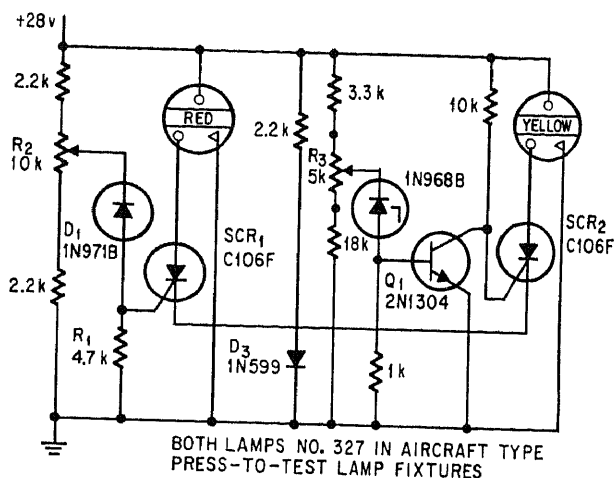 +28v
2.2k
R2
10k
2.2k
D1
1N971B
R1
4.7k
RED
SCR1
C106F
2.2k
D3
1N599
3.3k
R3
5k
18k
1N968B
Q1
2N1304
1k
10k
YELLOW
SCR2
C106F
BOTH LAMPS NO. 327 IN AIRCRAFT TYPE
PRESS-TO-TEST LAMP FIXTURES